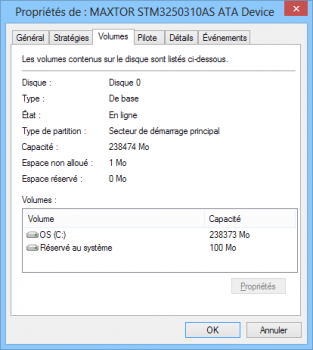 Propriétés de : MAXTOR STM3250310AS ATA Device
Général Stratégies Volumes Pilote Détails Événements
Les volumes contenus sur le disque sont listés ci-dessous.
Disque : Disque 0
Type : De base
État : En ligne
Type de partition : Secteur de démarrage principal
Capacité : 238474 Mo
Espace non alloué : 1 Mo
Espace réservé : 0 Mo
Volumes :
Volume Capacité
OS (C:) 238373 Mo
Réservé au système 100 Mo
Propriétés
OK Annuler